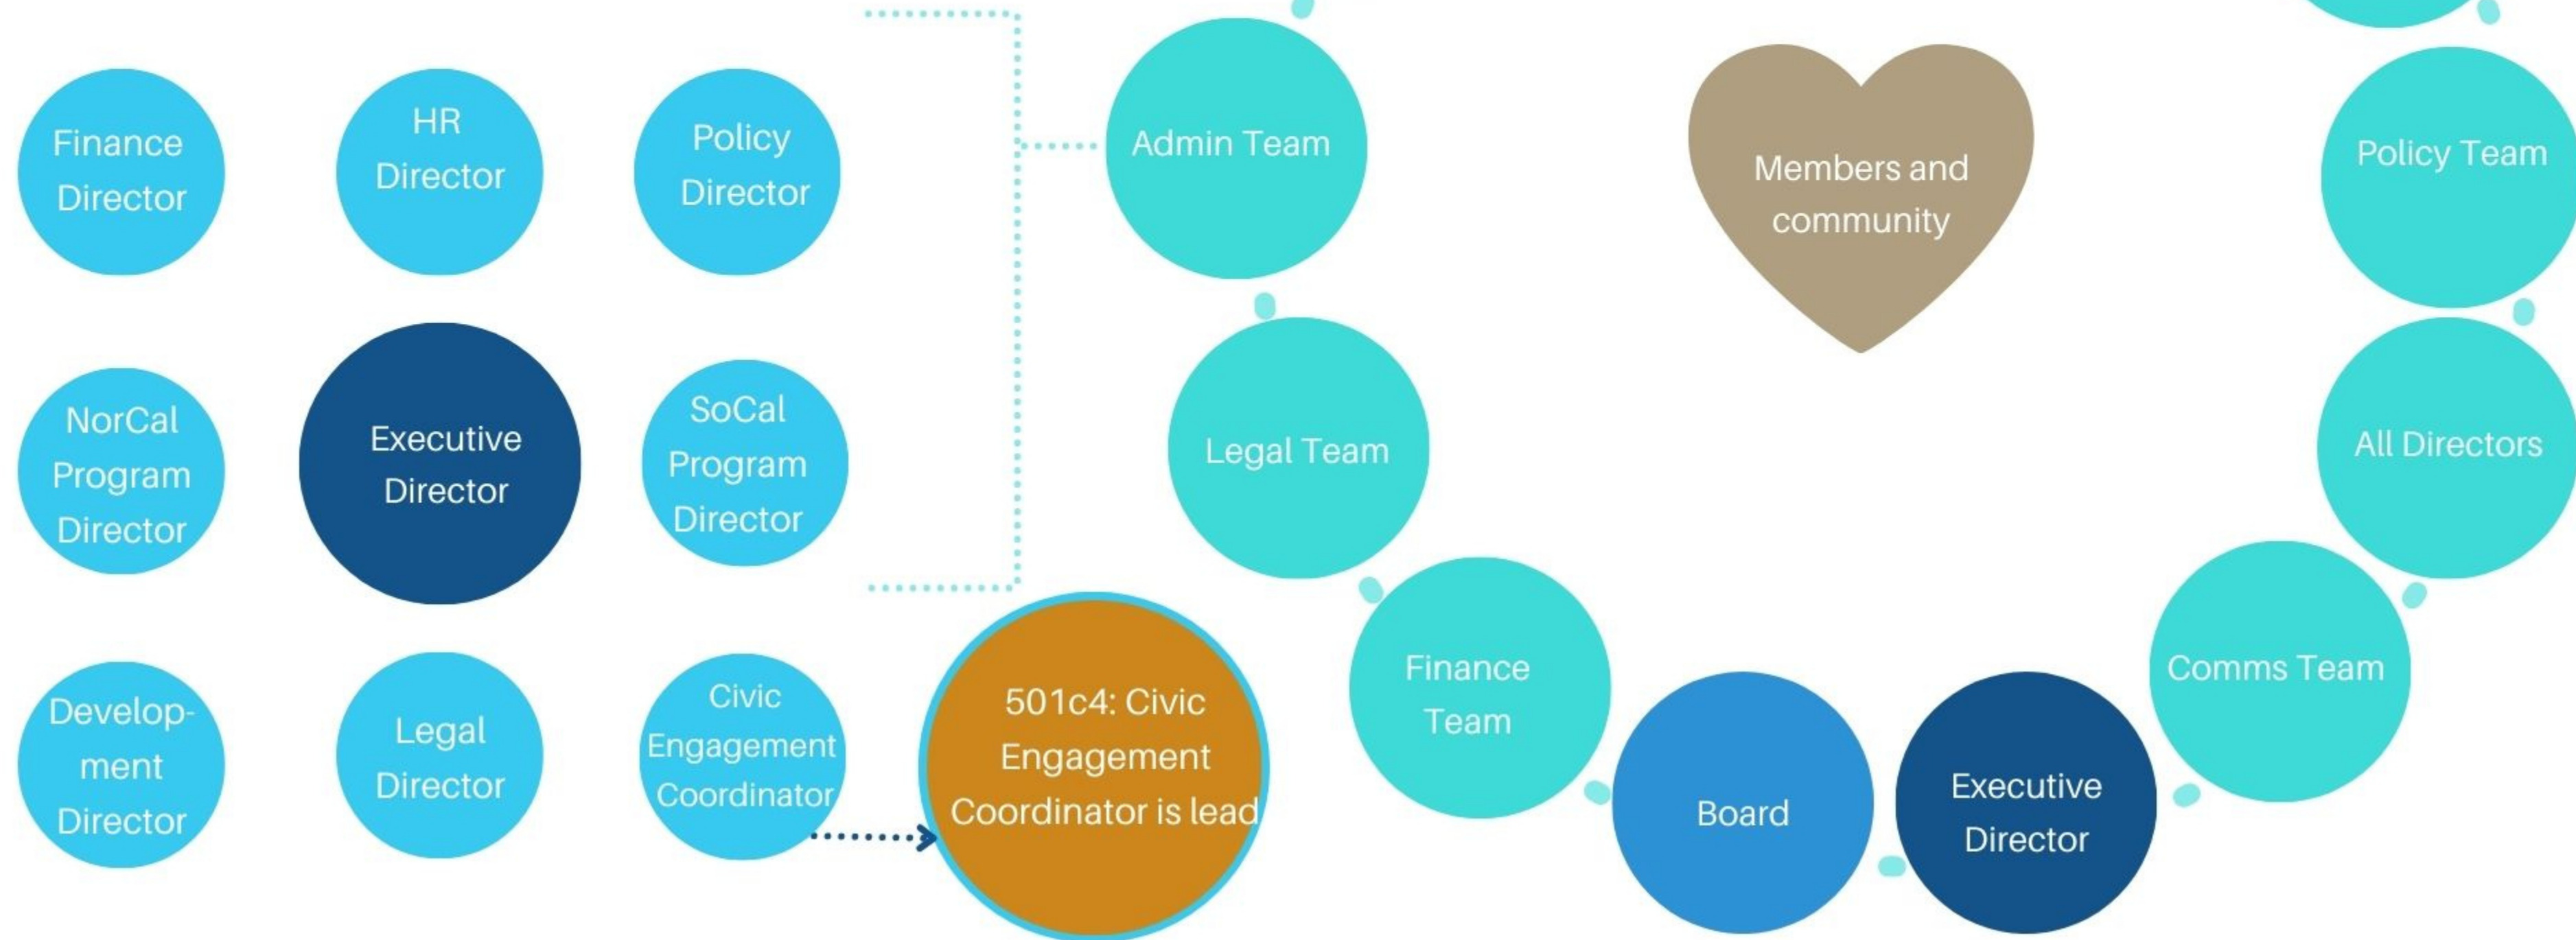 Finance
Director
HR
Director
Policy
Director
NorCal
Program
Director
Executive
Director
SoCal
Program
Director
Develop-
ment
Director
Legal
Director
Civic
Engagement
Coordinator
501c4: Civic
Engagement
Coordinator is lead
Admin Team
Legal Team
Finance
Team
Board
Executive
Director
Comms Team
All Directors
Policy Team
Members and
community